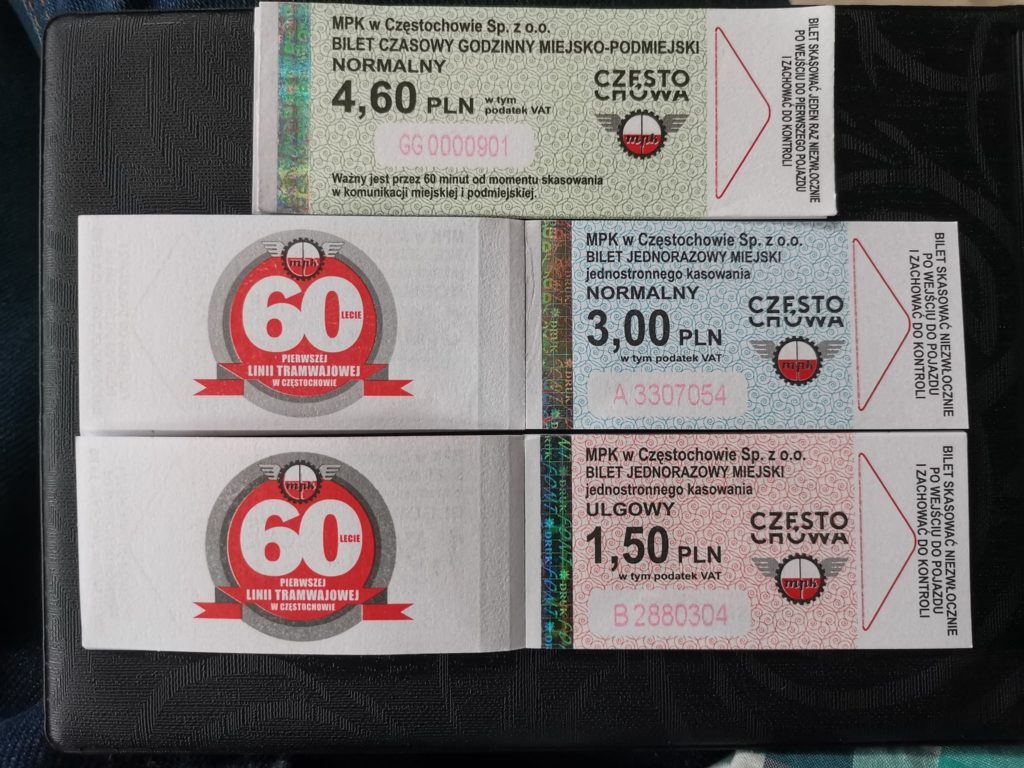 MPK w Częstochowie Sp. z o.o.
BILET CZASOWY GODZINNY MIEJSKO-PODMIEJSKI
NORMALNY
4,60 PLN w tym
podatek VAT
GG 0000901
Ważny jest przez 60 minut od momentu skasowania
w komunikacji miejskiej i podmiejskiej.
CZĘSTO
CHOWA
mpk
BILET SKASOWAĆ JEDEN RAZ NIEZWŁOCZNIE
PO WEJŚCIU DO PIERWSZEGO POJAZDU
I ZACHOWAĆ DO KONTROLI
mpk
60 LECIE
PIERWSZEJ
LINII TRAMWAJOWEJ
W CZĘSTOCHOWIE
MPK w Częstochowie Sp. z o.o.
BILET JEDNORAZOWY MIEJSKI
jednostronnego kasowania
NORMALNY
3,00 PLN
w tym podatek VAT
A 3307054
CZĘSTO
CHOWA
mpk
BILET SKASOWAĆ NIEZWŁOCZNIE
PO WEJŚCIU DO POJAZDU
I ZACHOWAĆ DO KONTROLI
mpk
60 LECIE
PIERWSZEJ
LINII TRAMWAJOWEJ
W CZĘSTOCHOWIE
MPK w Częstochowie Sp. z o.o.
BILET JEDNORAZOWY MIEJSKI
jednostronnego kasowania
ULGOWY
1,50 PLN
w tym podatek VAT
B 2880304
CZĘSTO
CHOWA
mpk
BILET SKASOWAĆ NIEZWŁOCZNIE
PO WEJŚCIU DO POJAZDU
I ZACHOWAĆ DO KONTROLI